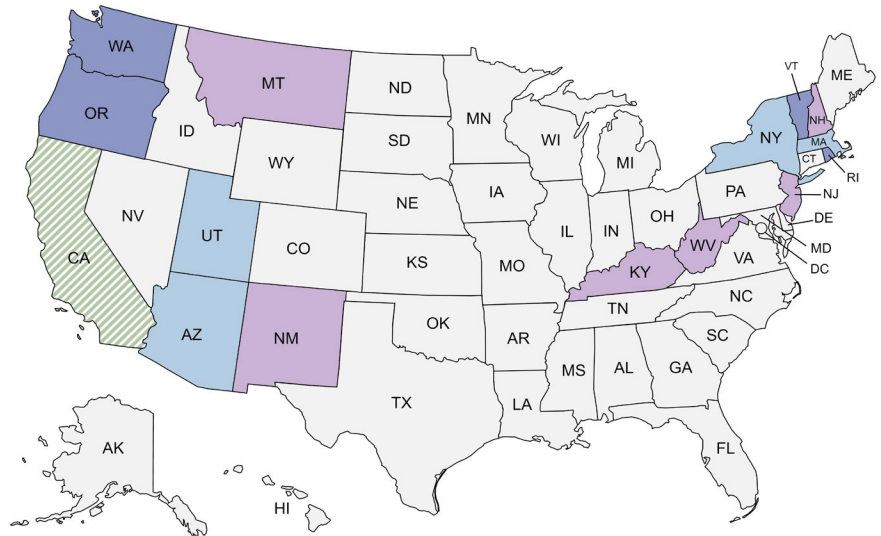 WA
VT
ME
MT
ND
OR
MN
NH
ID
SD
WI
NY
MA
MI
CT
WY
RI
IA
PA
NJ
NE
NV
OH
DE
IL
IN
UT
CO
WV
MD
CA
KS
MO
KY
VA
DC
NC
TN
OK
AZ
NM
AR
SC
MS
AL
GA
TX
LA
AK
FL
HI